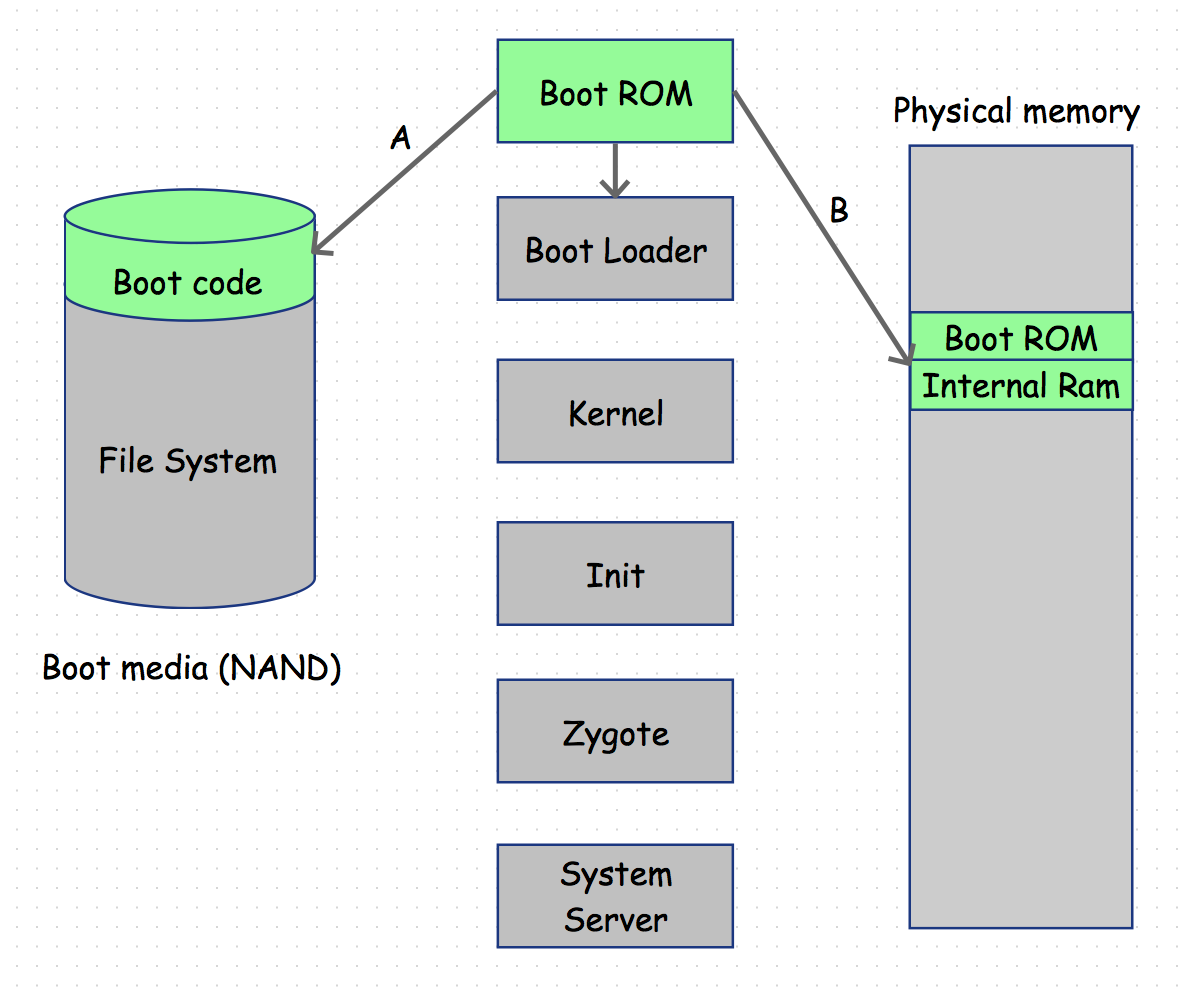 Boot ROM
A
Physical memory
B
Boot Loader
Boot code
Boot ROM
Internal Ram
Kernel
File System
Init
Boot media (NAND)
Zygote
System
Server